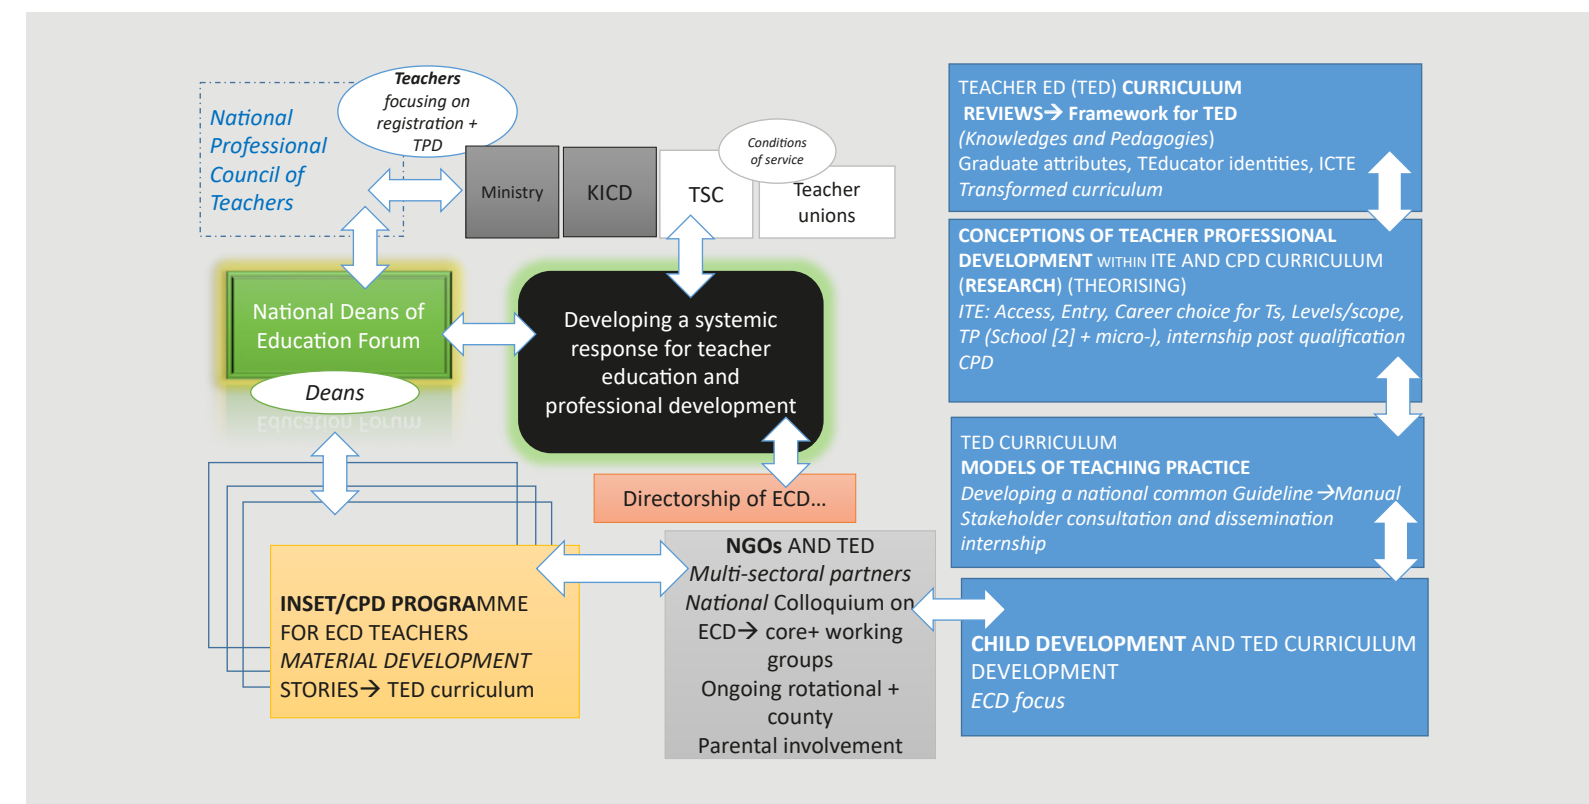 National
Professional
Council of
Teachers
Teachers
focusing on
registration +
TPD
Ministry
KICD
TSC
Conditions
of service
Teacher
unions
National Deans of
Education Forum
Deans
Education Forum
Developing a systemic
response for teacher
education and
professional development
Directorship of ECD…
INSET/CPD PROGRAMME
FOR ECD TEACHERS
MATERIAL DEVELOPMENT
STORIES→ TED curriculum
NGOs AND TED
Multi-sectoral partners
National Colloquium on
ECD→ core+ working
groups
Ongoing rotational +
county
Parental involvement
TEACHER ED (TED) CURRICULUM
REVIEWS→ Framework for TED
(Knowledges and Pedagogies)
Graduate attributes, TEducator identities, ICTE
Transformed curriculum
CONCEPTIONS OF TEACHER PROFESSIONAL
DEVELOPMENT WITHIN ITE AND CPD CURRICULUM
(RESEARCH) (THEORISING)
ITE: Access, Entry, Career choice for Ts, Levels/scope,
TP (School [2] + micro-), internship post qualification
CPD
TED CURRICULUM
MODELS OF TEACHING PRACTICE
Developing a national common Guideline →Manual
Stakeholder consultation and dissemination
internship
CHILD DEVELOPMENT AND TED CURRICULUM
DEVELOPMENT
ECD focus